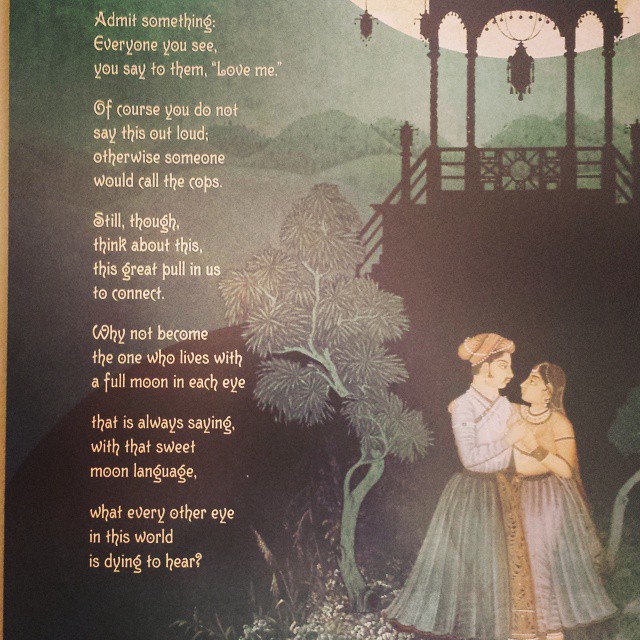 Admit something:
Everyone you see,
you say to them, "Love me."
Of course you do not
say this out loud;
otherwise someone
would call the cops.
Still, though,
think about this,
this great pull in us
to connect.
Why not become
the one who lives with
a full moon in each eye
that is always saying,
with that sweet
moon language,
what every other eye
in this world
is dying to hear?